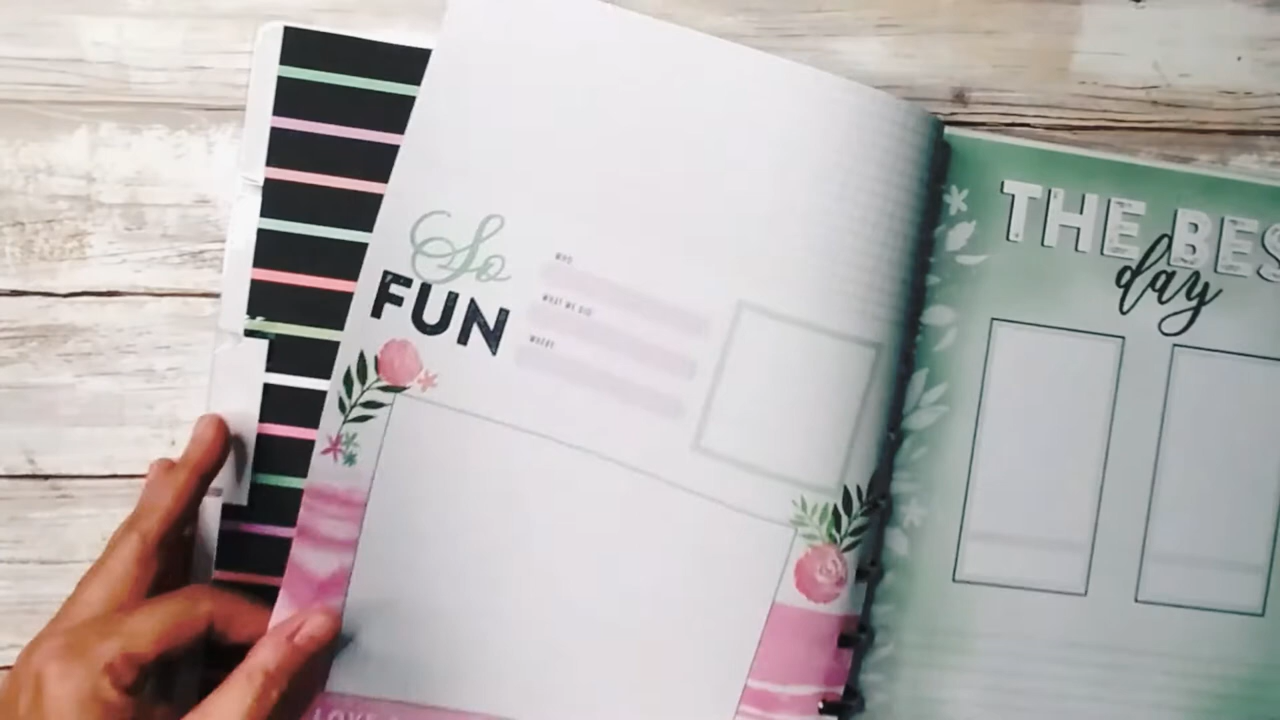 So
FUN
WHO
WHAT WE DID
WHERE
THE BES
day